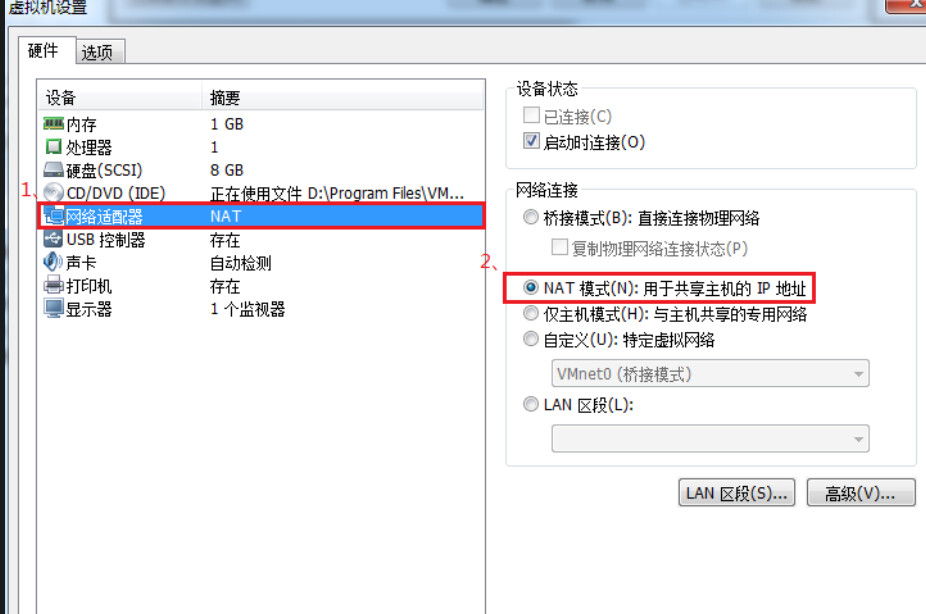 虚拟机设置
硬件 选项
设备 摘要
内存 1 GB
处理器 1
硬盘(SCSI) 8 GB
1、
CD/DVD (IDE) 正在使用文件 D:\Program Files\VM...
网络适配器 NAT
USB 控制器 存在
声卡 自动检测
打印机 存在
显示器 1 个监视器
设备状态
已连接(C)
启动时连接(O)
网络连接
桥接模式(B): 直接连接物理网络
复制物理网络连接状态(P)
2、
NAT 模式(N): 用于共享主机的 IP 地址
仅主机模式(H): 与主机共享的专用网络
自定义(U): 特定虚拟网络
VMnet0 (桥接模式)
LAN 区段(L):
LAN 区段(S)... 高级(V)...